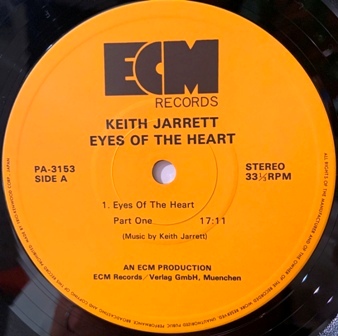 ECM
RECORDS
KEITH JARRETT
EYES OF THE HEART
PA-3153
SIDE A
STEREO
33⅓RPM
1. Eyes Of The Heart
Part One 17:11
(Music by Keith Jarrett)
AN ECM PRODUCTION
ECM Records/Verlag GmbH, Muenchen